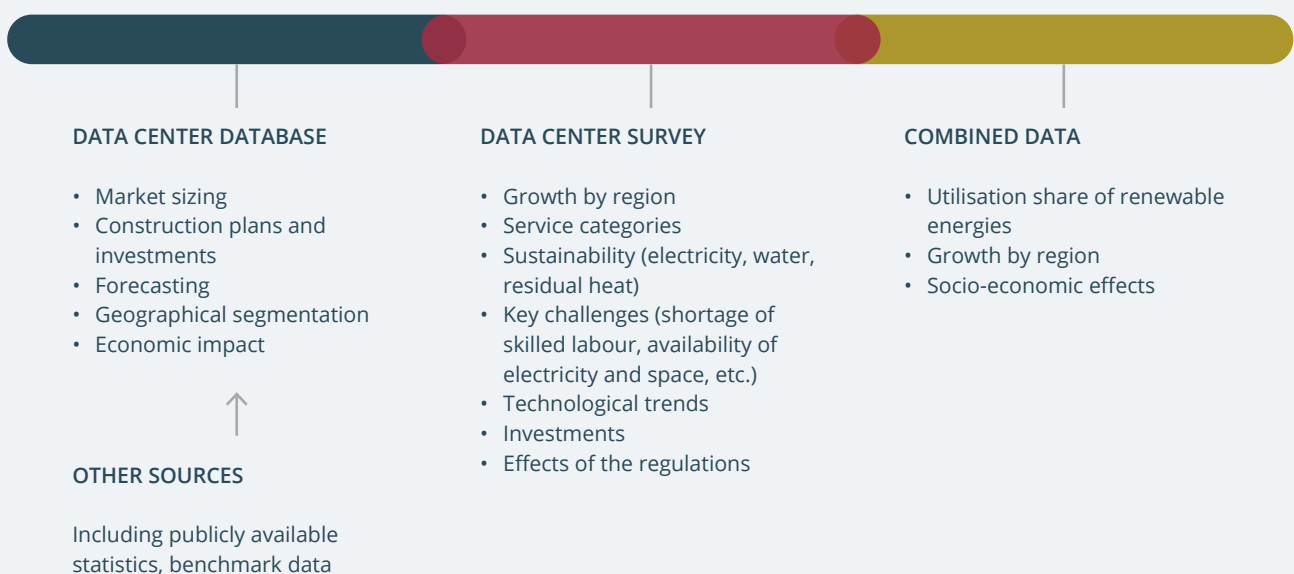 DATA CENTER DATABASE
• Market sizing
• Construction plans and
investments
• Forecasting
• Geographical segmentation
• Economic impact
OTHER SOURCES
Including publicly available
statistics, benchmark data
DATA CENTER SURVEY
• Growth by region
• Service categories
• Sustainability (electricity, water,
residual heat)
• Key challenges (shortage of
skilled labour, availability of
electricity and space, etc.)
• Technological trends
• Investments
• Effects of the regulations
COMBINED DATA
• Utilisation share of renewable
energies
• Growth by region
• Socio-economic effects